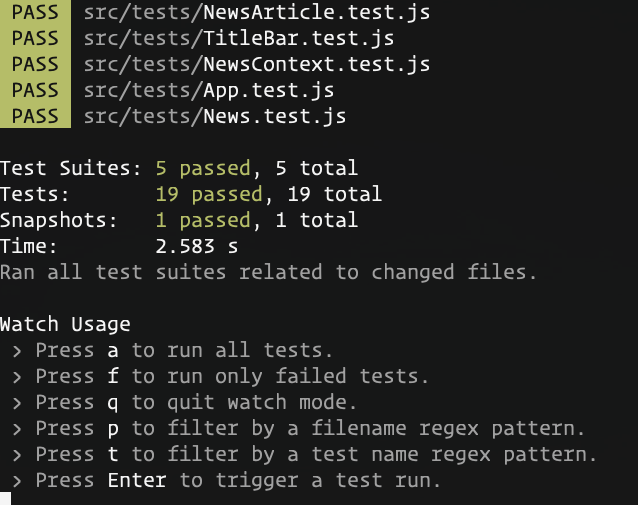 PASS src/tests/NewsArticle.test.js
PASS src/tests/TitleBar.test.js
PASS src/tests/NewsContext.test.js
PASS src/tests/App.test.js
PASS src/tests/News.test.js
Test Suites: 5 passed, 5 total
Tests: 19 passed, 19 total
Snapshots: 1 passed, 1 total
Time: 2.583 s
Ran all test suites related to changed files.
Watch Usage
› Press a to run all tests.
› Press f to run only failed tests.
› Press q to quit watch mode.
› Press p to filter by a filename regex pattern.
› Press t to filter by a test name regex pattern.
› Press Enter to trigger a test run.